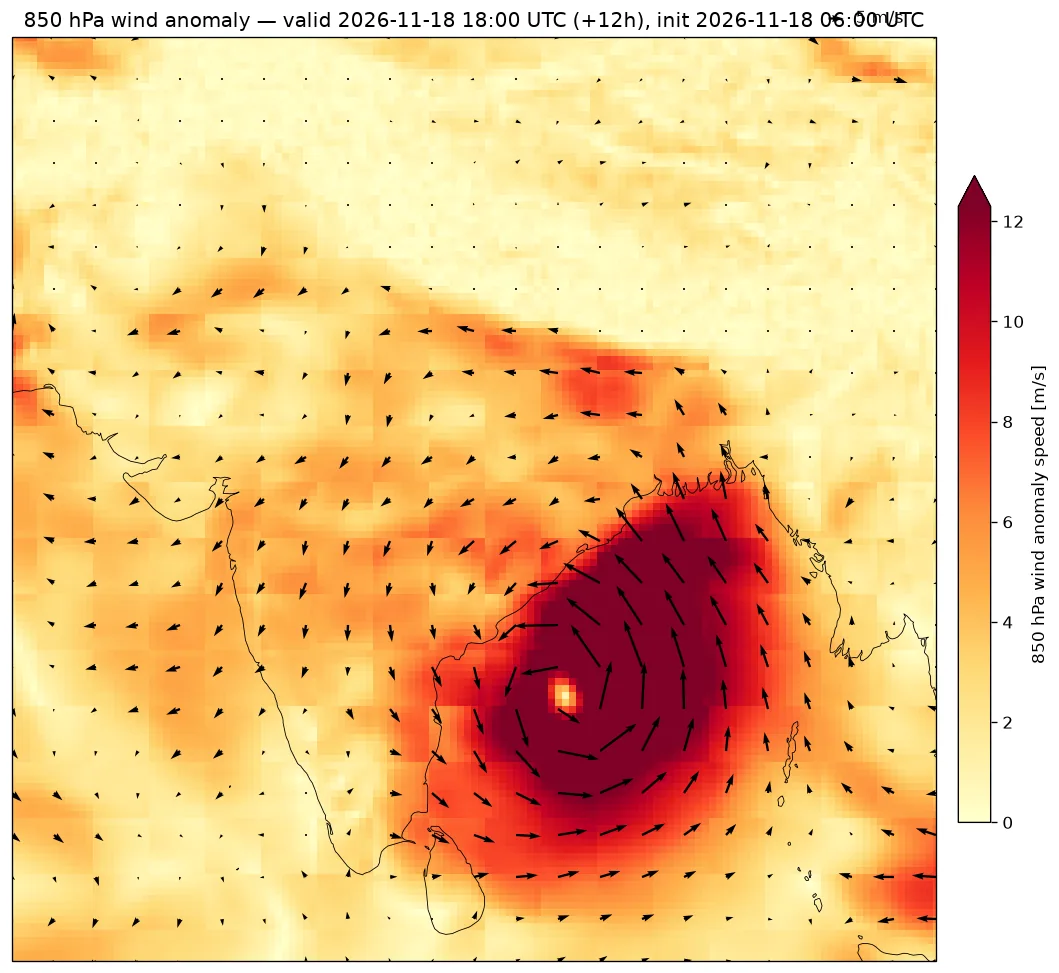 850 hPa wind anomaly — valid 2026-11-18 18:00 UTC (+12h), init 2026-11-18 06:00 UTC
5 m/s
12
10
8
6
4
2
0
850 hPa wind anomaly speed [m/s]